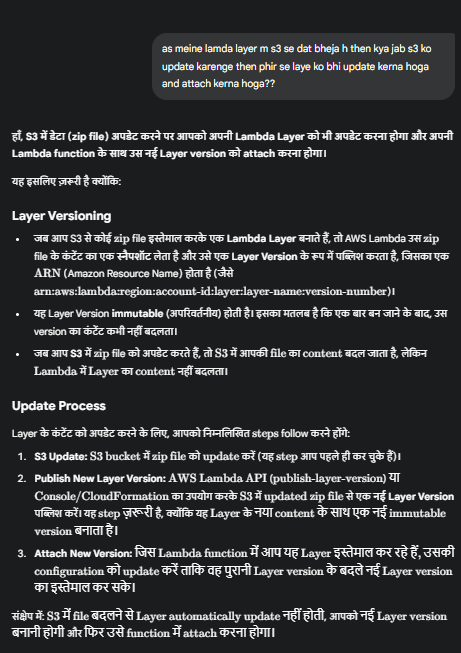 as meine lamda layer m s3 se dat bheja h then kya jab s3 ko
update karenge then phir se laye ko bhi update kerna hoga
and attach kerna hoga??
हाँ, S3 में डेटा (zip file) अपडेट करने पर आपको अपनी Lambda Layer को भी अपडेट करना होगा और अपनी
Lambda function के साथ उस नई Layer version को attach करना होगा।
यह इसलिए ज़रूरी है क्योंकि:
Layer Versioning
• जब आप S3 से कोई zip file इस्तेमाल करके एक Lambda Layer बनाते हैं, तो AWS Lambda उस zip
file के कंटेंट का एक स्नैपशॉट लेता है और उसे एक Layer Version के रूप में पब्लिश करता है, जिसका एक
ARN (Amazon Resource Name) होता है (जैसे
arn:aws:lambda:region:account-id:layer:layer-name:version-number)।
• यह Layer Version immutable (अपरिवर्तनीय) होती है। इसका मतलब है कि एक बार बन जाने के बाद, उस
version का कंटेंट कभी नहीं बदलता।
• जब आप S3 में zip file को अपडेट करते हैं, तो S3 में आपकी file का content बदल जाता है, लेकिन
Lambda में Layer का content नहीं बदलता।
Update Process
Layer के कंटेंट को अपडेट करने के लिए, आपको निम्नलिखित steps follow करने होंगे:
1. S3 Update: S3 bucket में zip file को update करें (यह step आप पहले ही कर चुके हैं)।
2. Publish New Layer Version: AWS Lambda API (publish-layer-version) या
Console/CloudFormation का उपयोग करके S3 में updated zip file से एक नई Layer Version
पब्लिश करें। यह step ज़रूरी है, क्योंकि यह Layer के नया content के साथ एक नई immutable
version बनाता है।
3. Attach New Version: जिस Lambda function में आप यह Layer इस्तेमाल कर रहे हैं, उसकी
configuration को update करें ताकि वह पुरानी Layer version के बदले नई Layer version
का इस्तेमाल कर सके।
संक्षेप में: S3 में file बदलने से Layer automatically update नहीं होती, आपको नई Layer version
बनानी होगी और फिर उसे function में attach करना होगा।